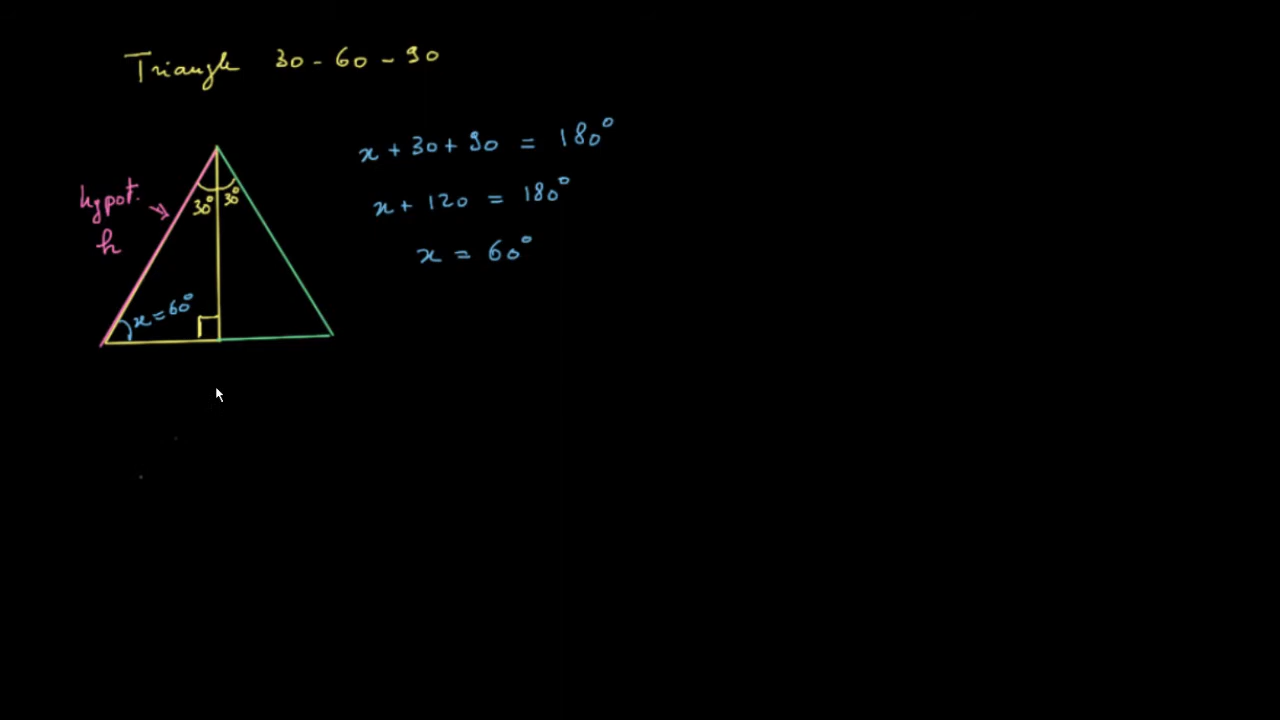 Triangle 30-60-90
x + 30 + 90 = 180°
x + 120 = 180°
x = 60°
hypot.
h
30° 30°
x = 60°